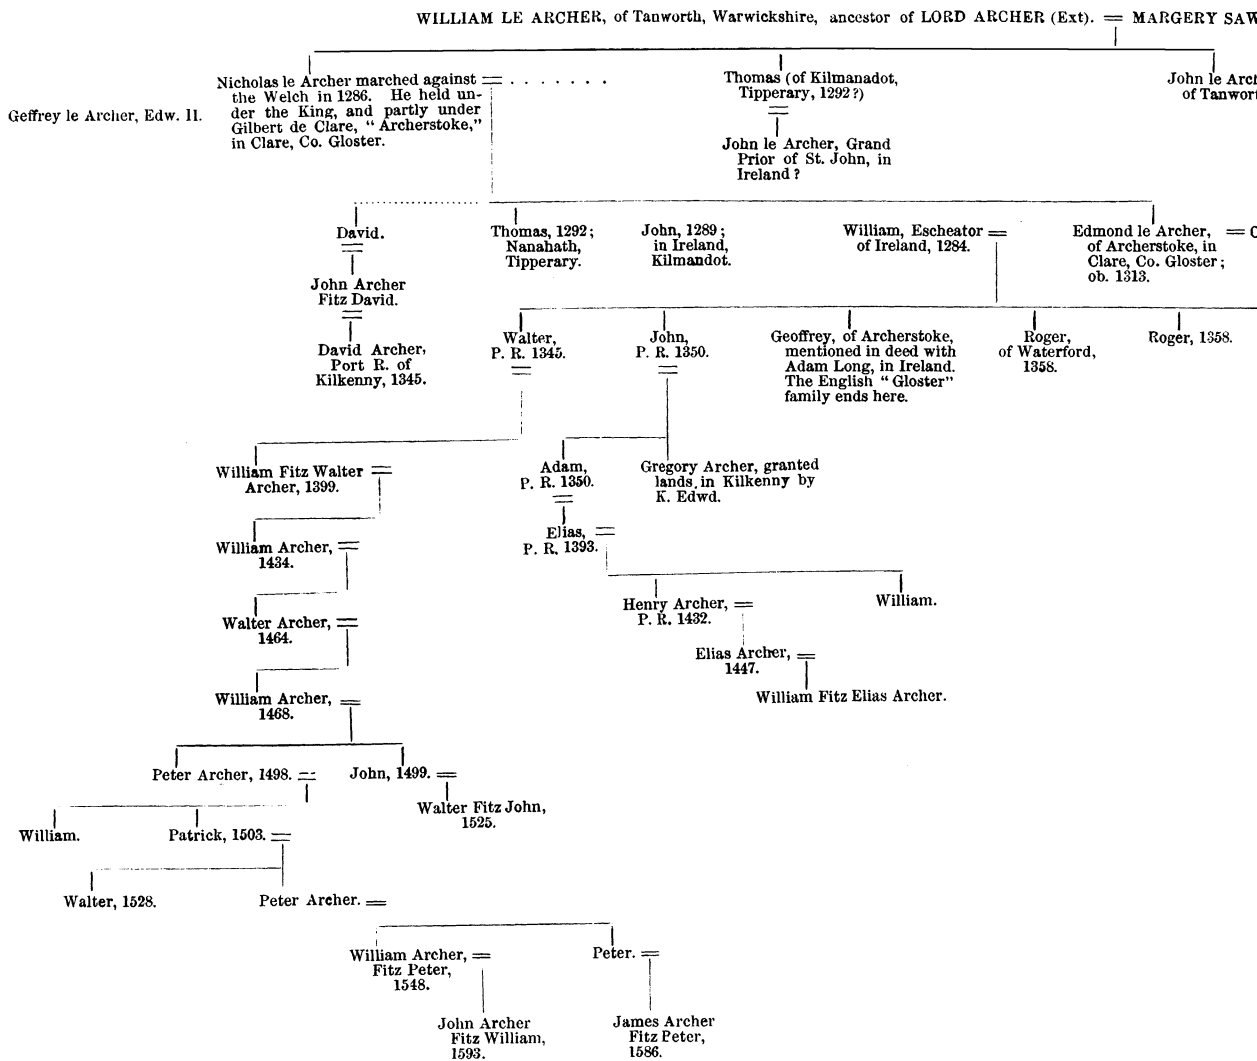 WILLIAM LE ARCHER, of Tanworth, Warwickshire, ancestor of LORD ARCHER (Ext). = MARGERY
Nicholas le Archer marched against =
the Welch in 1286. He held un-
der the King, and partly under
Gilbert de Clare, "Archerstoke,"
in Clare, Co. Gloster.
Geffrey le Archer, Edw. II.
Thomas (of Kilmanadot,
Tipperary, 1292?)
=
John le Archer, Grand
Prior of St. John, in
Ireland?
John le
of
David.
=
John Archer
Fitz David.
=
David Archer,
Port R. of
Kilkenny, 1345.
Thomas, 1292;
Nanahath,
Tipperary.
John, 1289;
in Ireland,
Kilmandot.
William, Escheator =
of Ireland, 1284.
Edmond le Archer, =
of Archerstoke, in
Clare, Co. Gloster;
ob. 1313.
Walter,
P. R. 1345.
=
John,
P. R. 1350.
=
Geoffrey, of Archerstoke,
mentioned in deed with
Adam Long, in Ireland.
The English "Gloster"
family ends here.
Roger,
of Waterford,
1358.
Roger, 1358.
William Fitz Walter =
Archer, 1399.
Adam,
P. R. 1350.
=
Gregory Archer, granted
lands in Kilkenny by
K. Edwd.
Elias, =
P. R. 1393.
William Archer, =
1434.
Henry Archer, =
P. R. 1432.
William.
Walter Archer, =
1464.
Elias Archer, =
1447.
William Fitz Elias Archer.
William Archer, =
1468.
Peter Archer, 1498. =
John, 1499. =
Walter Fitz John,
1525.
William.
Patrick, 1503. =
Walter, 1528.
Peter Archer. =
William Archer, =
Fitz Peter,
1548.
Peter. =
John Archer
Fitz William,
1593.
James Archer
Fitz Peter,
1586.